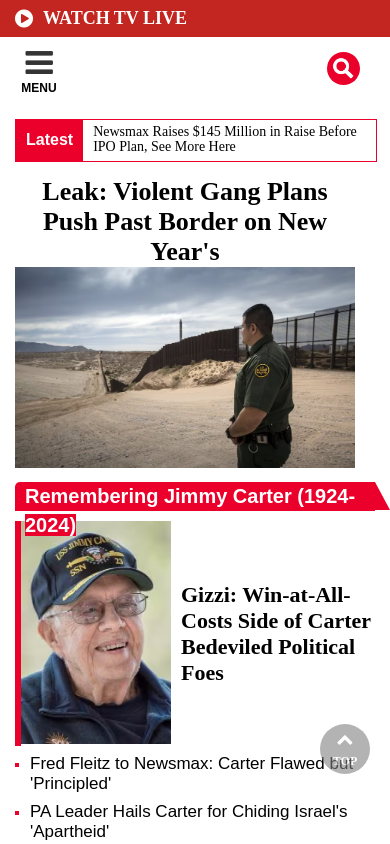 WATCH TV LIVE
MENU
Latest
Newsmax Raises $145 Million in Raise Before
IPO Plan, See More Here
Leak: Violent Gang Plans
Push Past Border on New
Year's
Remembering Jimmy Carter (1924-
2024)
USS JIMMY CARTER
SSN 23
Gizzi: Win-at-All-
Costs Side of Carter
Bedeviled Political
Foes
TOP
Fred Fleitz to Newsmax: Carter Flawed but
'Principled'
PA Leader Hails Carter for Chiding Israel's
'Apartheid'